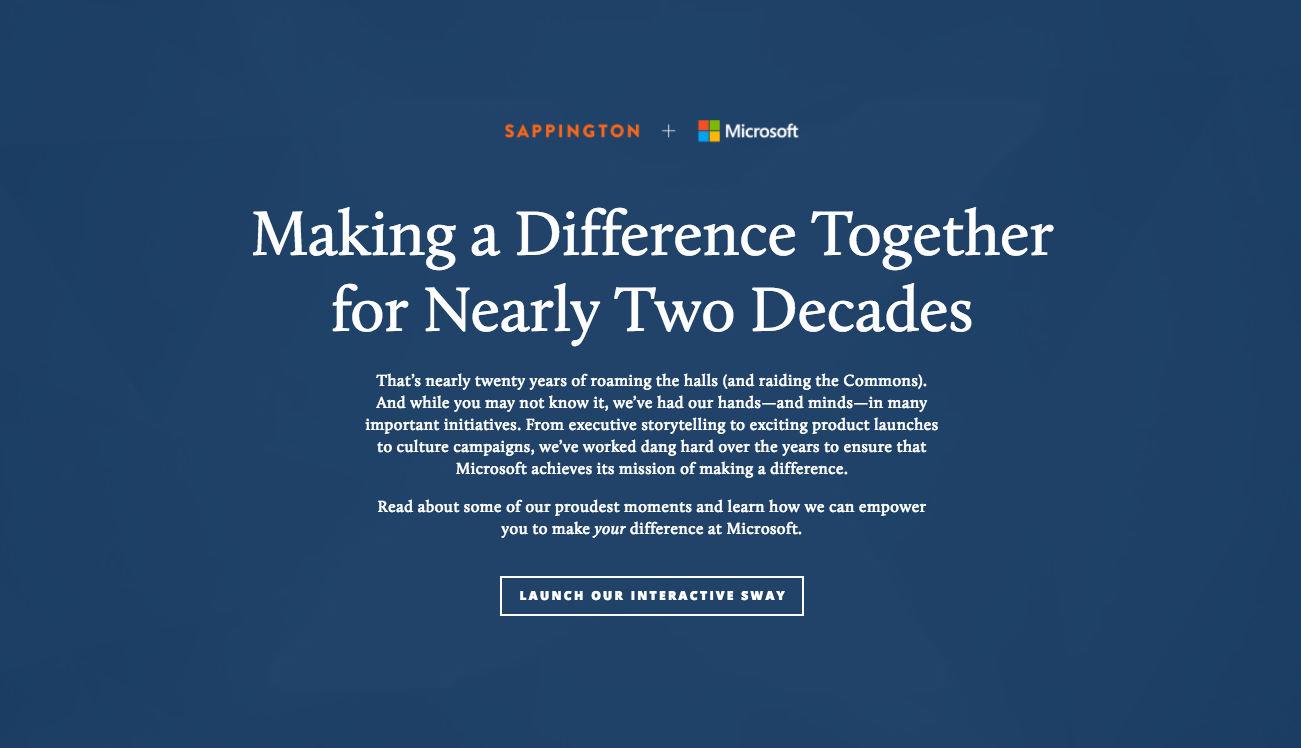 SAPPINGTON + Microsoft
Making a Difference Together
for Nearly Two Decades
That’s nearly twenty years of roaming the halls (and raiding the Commons).
And while you may not know it, we’ve had our hands—and minds—in many
important initiatives. From executive storytelling to exciting product launches
to culture campaigns, we’ve worked dang hard over the years to ensure that
Microsoft achieves its mission of making a difference.
Read about some of our proudest moments and learn how we can empower
you to make your difference at Microsoft.
LAUNCH OUR INTERACTIVE SWAY